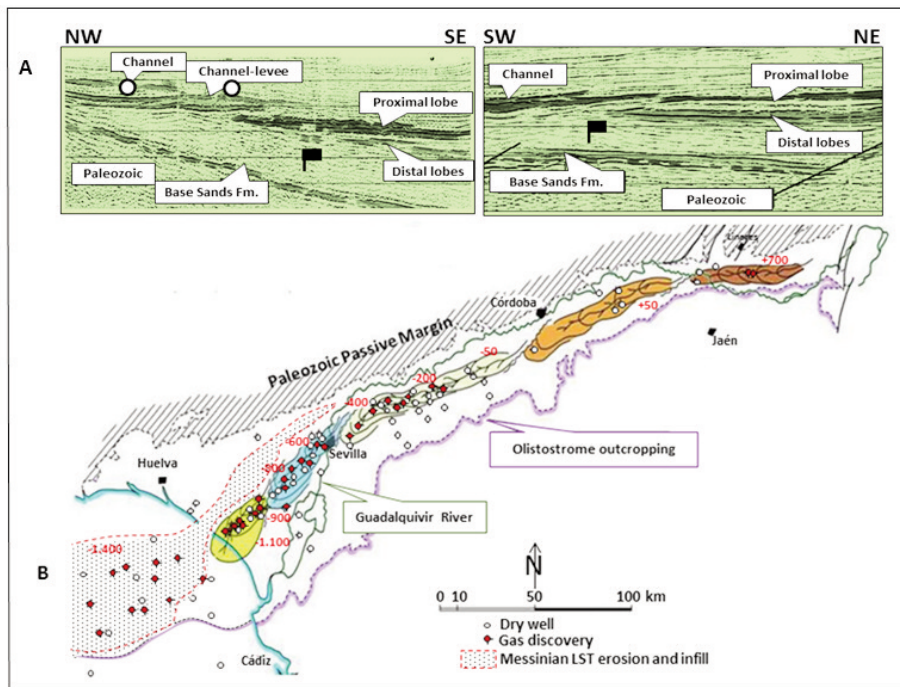 NW
SE
SW
NE
A
Channel
Channel-levee
Proximal lobe
Distal lobes
Paleozoic
Base Sands Fm.
Channel
Proximal lobe
Distal lobes
Base Sands Fm.
Paleozoic
Linares
+700
Córdoba
+50
Jaén
Paleozoic Passive Margin
-50
-200
-400
-600
Sevilla
Olistostrome outcropping
Huelva
-800
-900
Guadalquivir River
-1.100
-1.400
B
N
0 10 50 100 km
Dry well
Gas discovery
Messinian LST erosion and infill
Cádiz